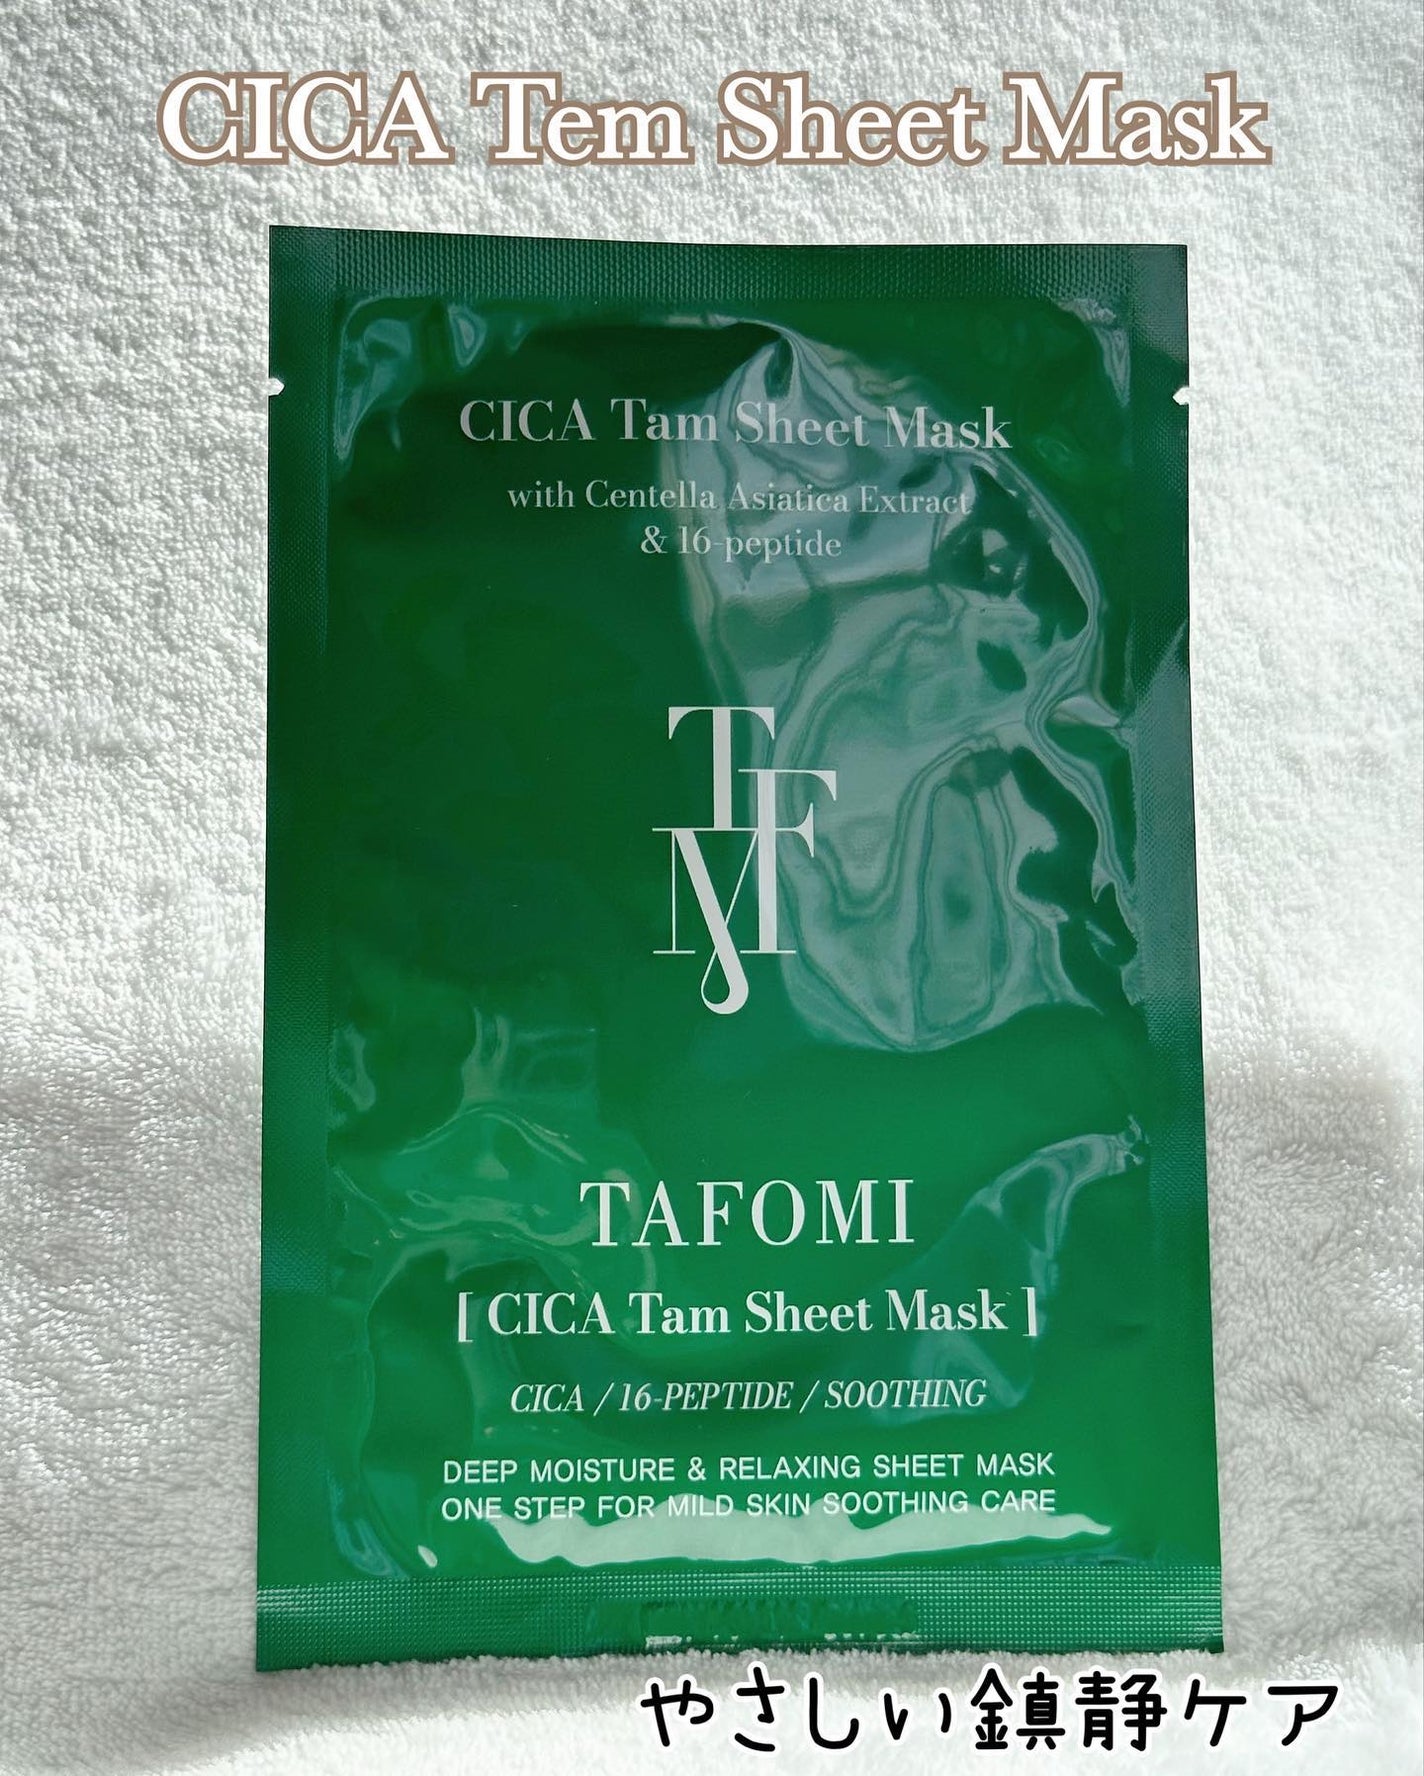 CICA Tem Sheet Mask
CICA Tam Sheet Mask
with Centella Asiatica Extract
& 16-peptide
TFM
TAFOMI
[ CICA Tam Sheet Mask ]
CICA / 16-PEPTIDE / SOOTHING
DEEP MOISTURE & RELAXING SHEET MASK
ONE STEP FOR MILD SKIN SOOTHING CARE
やさしい鎮静ケア